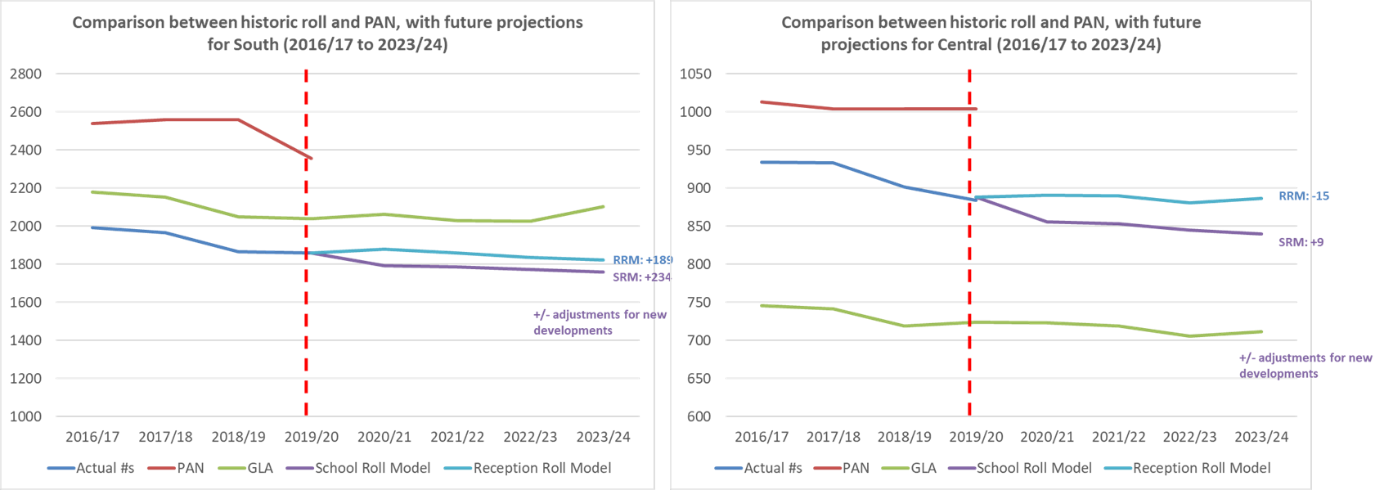 Comparison between historic roll and PAN, with future projections
for South (2016/17 to 2023/24)
2800
2600
2400
2200
2000
1800
1600
1400
1200
1000
RRM: +189
SRM: +234
+/- adjustments for new
developments
2016/17 2017/18 2018/19 2019/20 2020/21 2021/22 2022/23 2023/24
Actual #s PAN GLA School Roll Model Reception Roll Model
Comparison between historic roll and PAN, with future
projections for Central (2016/17 to 2023/24)
1050
1000
950
900
850
800
750
700
650
600
RRM: -15
SRM: +9
+/- adjustments for new
developments
2016/17 2017/18 2018/19 2019/20 2020/21 2021/22 2022/23 2023/24
Actual #s PAN GLA School Roll Model Reception Roll Model